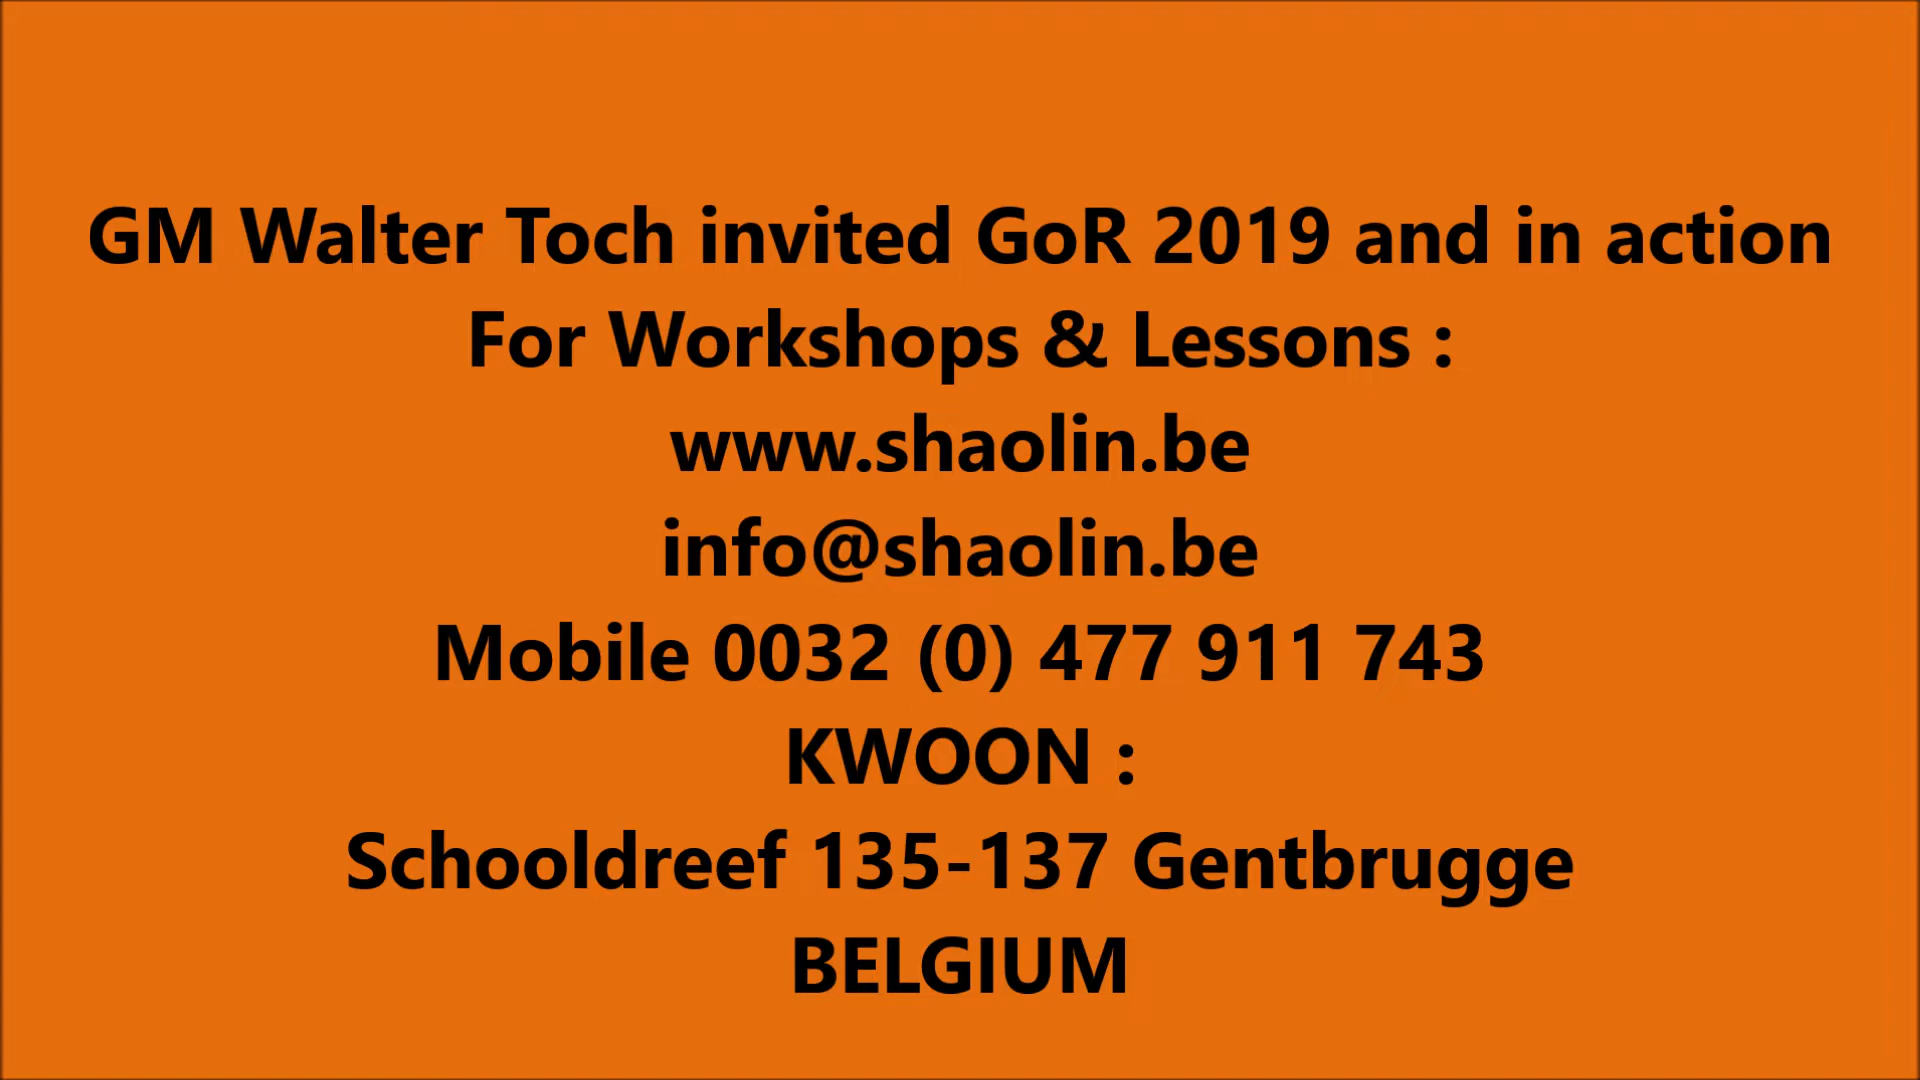 GM Walter Toch invited GoR 2019 and in action
For Workshops & Lessons :
www.shaolin.be
info@shaolin.be
Mobile 0032 (0) 477 911 743
KWOON :
Schooldreef 135-137 Gentbrugge
BELGIUM